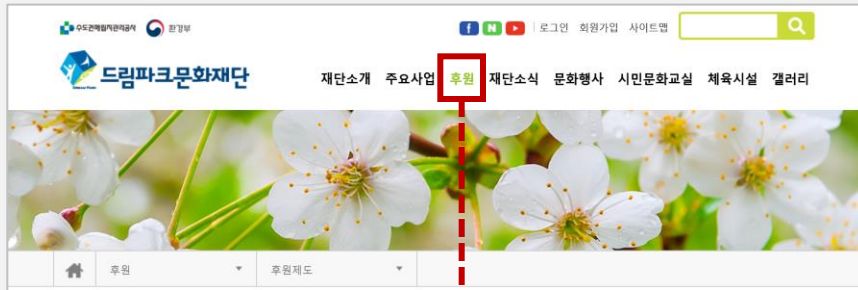 수도권매립지관리공사 환경부
로그인 회원가입 사이트맵
드림파크문화재단
재단소개 주요사업 후원 재단소식 문화행사 시민문화교실 체육시설 갤러리
후원 후원제도